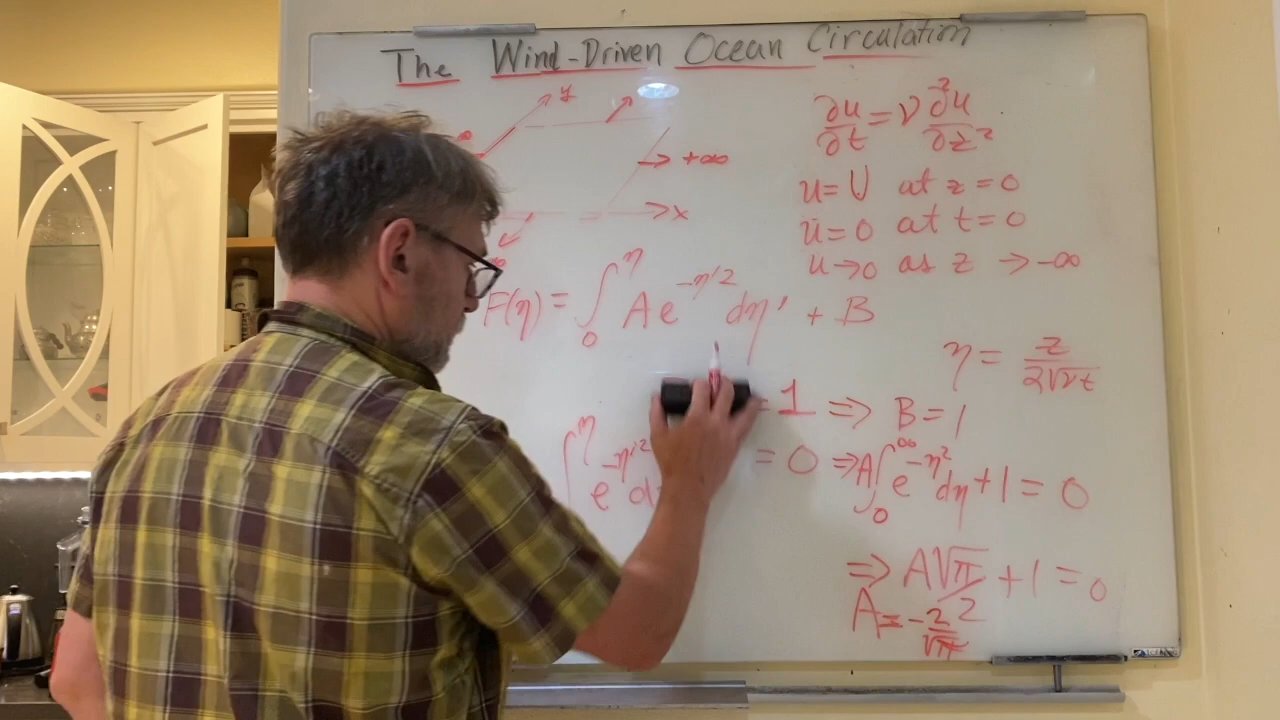 The Wind-Driven Ocean Circulation
y
∞
→ +∞
x
∞
∂u/∂t = ν ∂²u/∂z²
u = U at z = 0
u = 0 at t = 0
u → 0 as z → -∞
F(η) = ∫₀^η A e^(-η'²) dη' + B
η = z/(2√νt)
= 1 ⇒ B = 1
∫^η e^(-η'²) d
= 0 ⇒ A∫₀^∞ e^(-η²) dη + 1 = 0
⇒ A √π/2 + 1 = 0
A = -2/√π